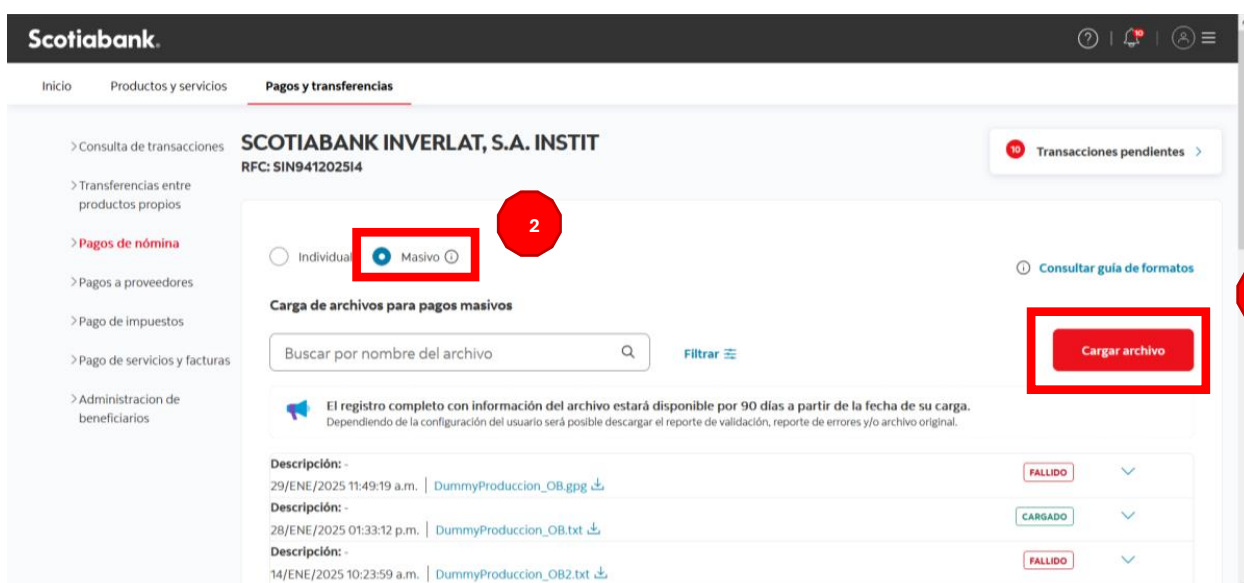 Scotiabank.
10
Inicio
Productos y servicios
Pagos y transferencias
>Consulta de transacciones
>Transferencias entre
productos propios
>Pagos de nómina
>Pagos a proveedores
>Pago de impuestos
>Pago de servicios y facturas
>Administracion de
beneficiarios
SCOTIABANK INVERLAT, S.A. INSTIT
RFC: SIN9412025I4
10 Transacciones pendientes >
2
Individual
Masivo
Consultar guía de formatos
Carga de archivos para pagos masivos
Buscar por nombre del archivo
Filtrar
Cargar archivo
El registro completo con información del archivo estará disponible por 90 días a partir de la fecha de su carga.
Dependiendo de la configuración del usuario será posible descargar el reporte de validación, reporte de errores y/o archivo original.
Descripción: -
29/ENE/2025 11:49:19 a.m. | DummyProduccion_OB.gpg
FALLIDO
Descripción: -
28/ENE/2025 01:33:12 p.m. | DummyProduccion_OB.txt
CARGADO
Descripción: -
14/ENE/2025 10:23:59 a.m. | DummyProduccion_OB2.txt
FALLIDO